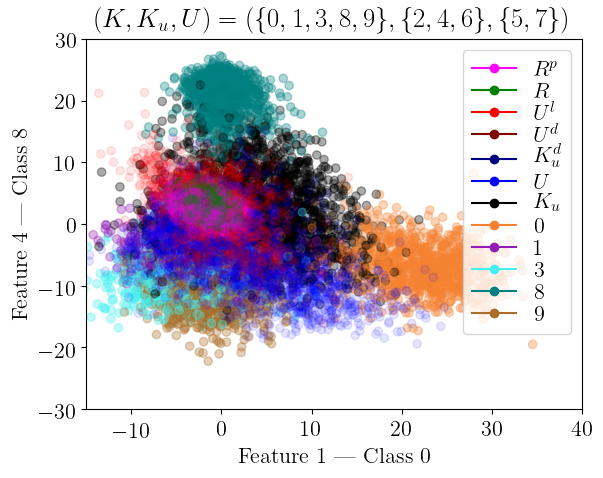 (K, K_u, U) = ({0, 1, 3, 8, 9}, {2, 4, 6}, {5, 7})
30
20
10
0
−10
−20
−30
Feature 4 — Class 8
R^p
R
U^l
U^d
K_u^d
U
K_u
0
1
3
8
9
−10
0
10
20
30
40
Feature 1 — Class 0